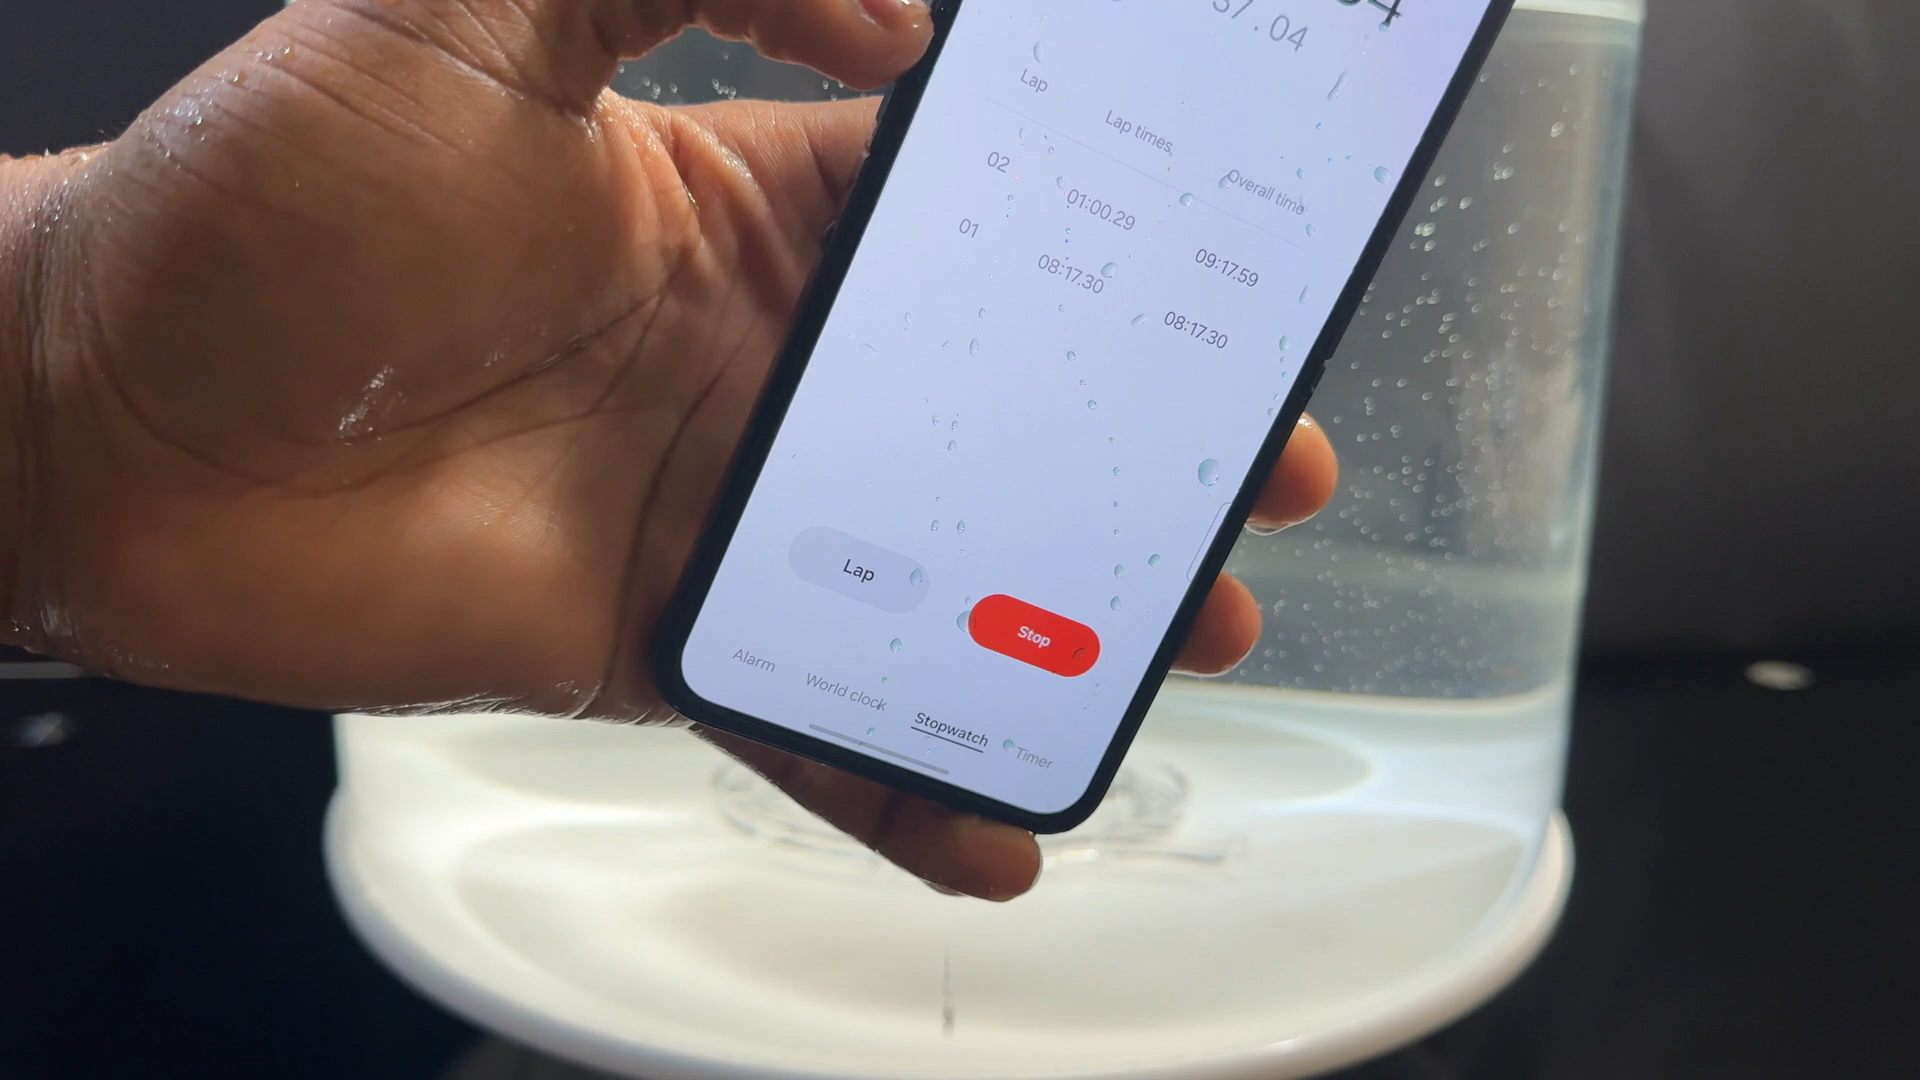 37.04
Lap Lap times Overall time
02 01:00.29 09:17.59
01 08:17.30 08:17.30
Lap Stop
Alarm World clock Stopwatch Timer